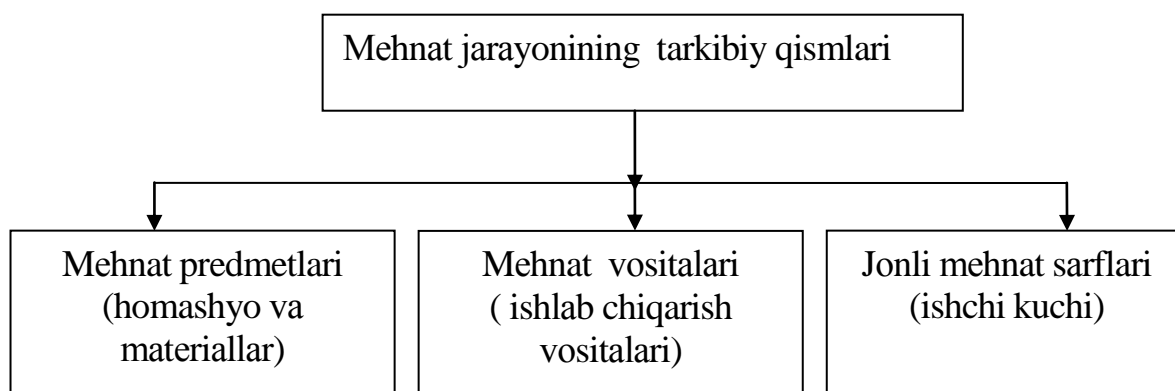 Mehnat jarayonining tarkibiy qismlari
Mehnat predmetlari
(homashyo va
materiallar)
Mehnat vositalari
( ishlab chiqarish
vositalari)
Jonli mehnat sarflari
(ishchi kuchi)